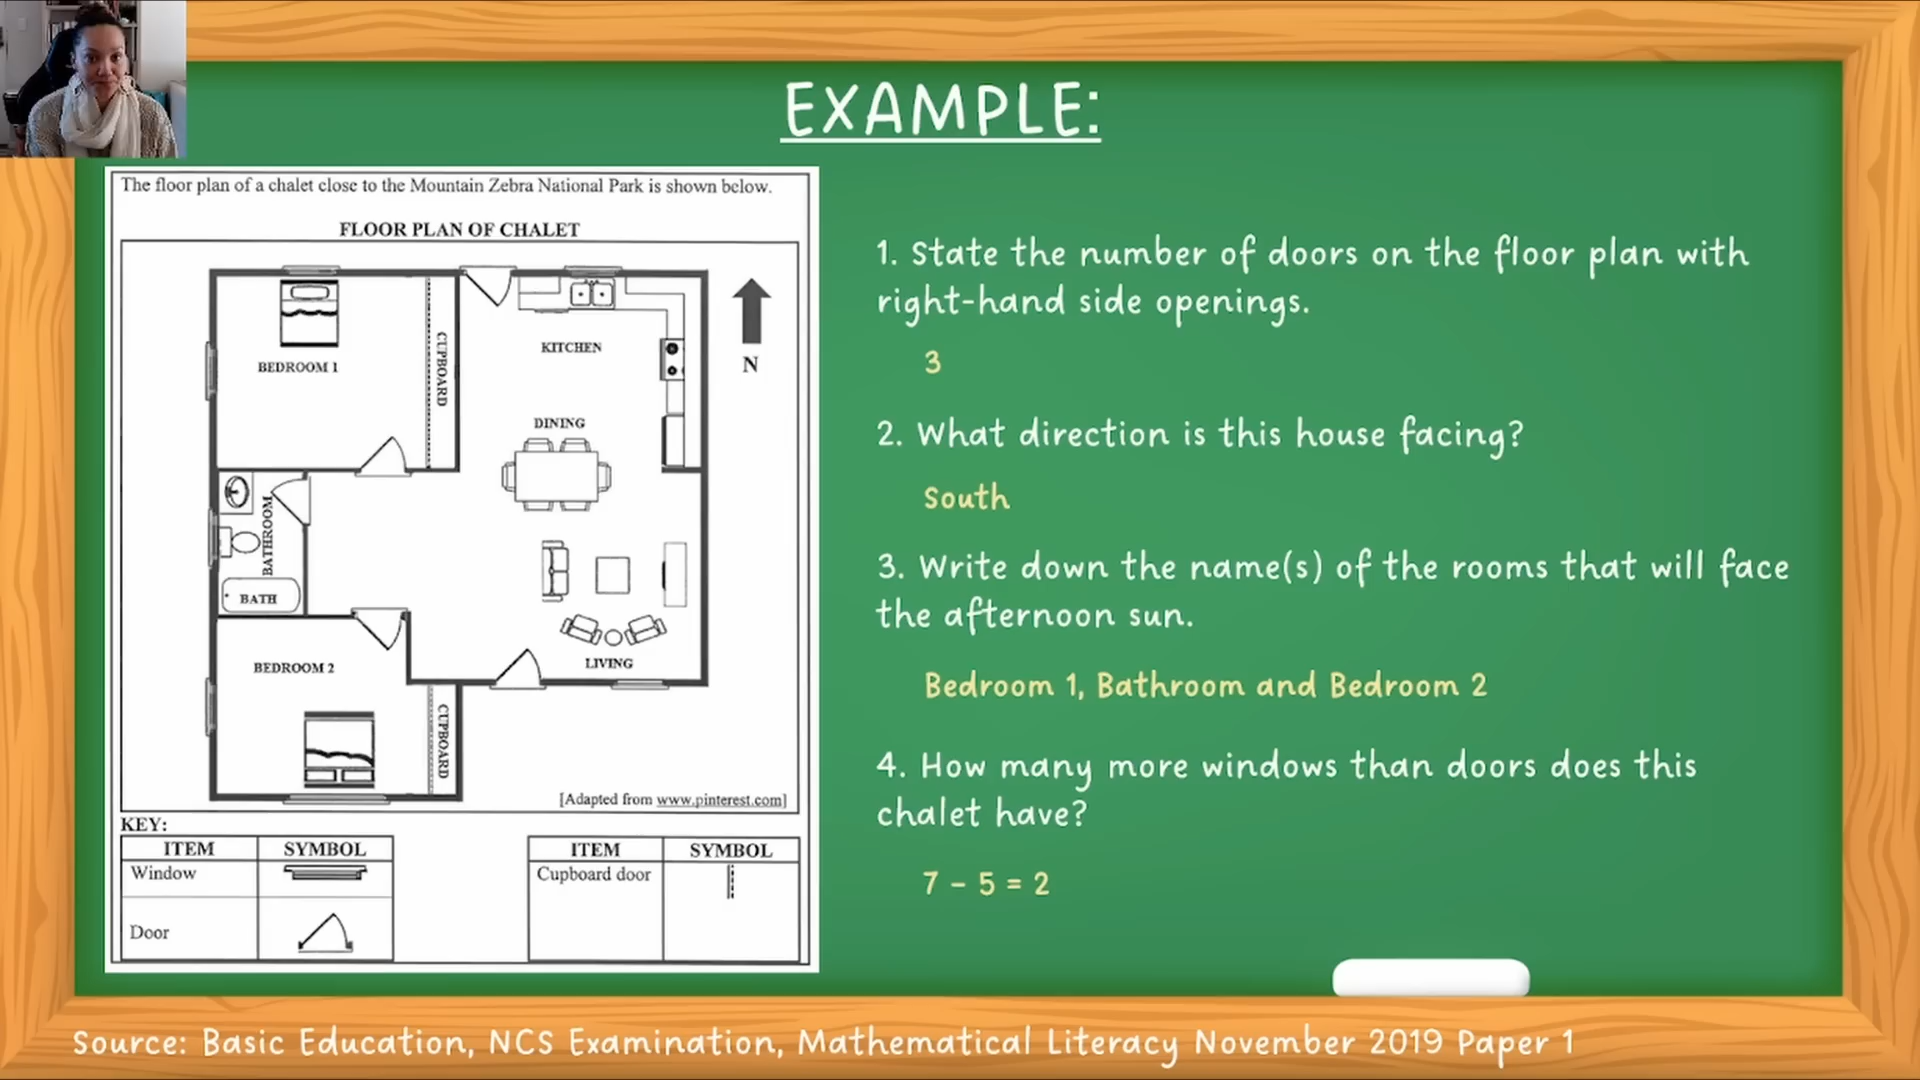 EXAMPLE:
The floor plan of a chalet close to the Mountain Zebra National Park is shown below.
FLOOR PLAN OF CHALET
BEDROOM 1
CUPBOARD
KITCHEN
N
DINING
BATHROOM
BATH
BEDROOM 2
LIVING
CUPBOARD
[Adapted from www.pinterest.com]
KEY:
ITEM SYMBOL
Window
Door
ITEM SYMBOL
Cupboard door
1. State the number of doors on the floor plan with
right-hand side openings.
3
2. What direction is this house facing?
South
3. Write down the name(s) of the rooms that will face
the afternoon sun.
Bedroom 1, Bathroom and Bedroom 2
4. How many more windows than doors does this
chalet have?
7 - 5 = 2
Source: Basic Education, NCS Examination, Mathematical Literacy November 2019 Paper 1